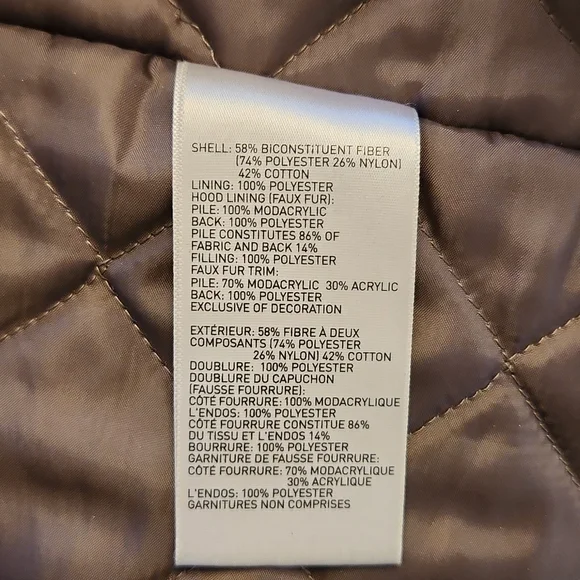 SHELL: 58% BICONSTITUENT FIBER
(74% POLYESTER 26% NYLON)
42% COTTON
LINING: 100% POLYESTER
HOOD LINING (FAUX FUR):
PILE: 100% MODACRYLIC
BACK: 100% POLYESTER
PILE CONSTITUTES 86% OF
FABRIC AND BACK 14%
FILLING: 100% POLYESTER
FAUX FUR TRIM:
PILE: 70% MODACRYLIC 30% ACRYLIC
BACK: 100% POLYESTER
EXCLUSIVE OF DECORATION
EXTÉRIEUR: 58% FIBRE À DEUX
COMPOSANTS (74% POLYESTER
26% NYLON) 42% COTTON
DOUBLURE: 100% POLYESTER
DOUBLURE DU CAPUCHON
(FAUSSE FOURRURE):
CÔTÉ FOURRURE: 100% MODACRYLIQUE
L'ENDOS: 100% POLYESTER
CÔTÉ FOURRURE CONSTITUE 86%
DU TISSU ET L'ENDOS 14%
BOURRURE: 100% POLYESTER
GARNITURE DE FAUSSE FOURRURE:
CÔTÉ FOURRURE: 70% MODACRYLIQUE
30% ACRYLIQUE
L'ENDOS: 100% POLYESTER
GARNITURES NON COMPRISES